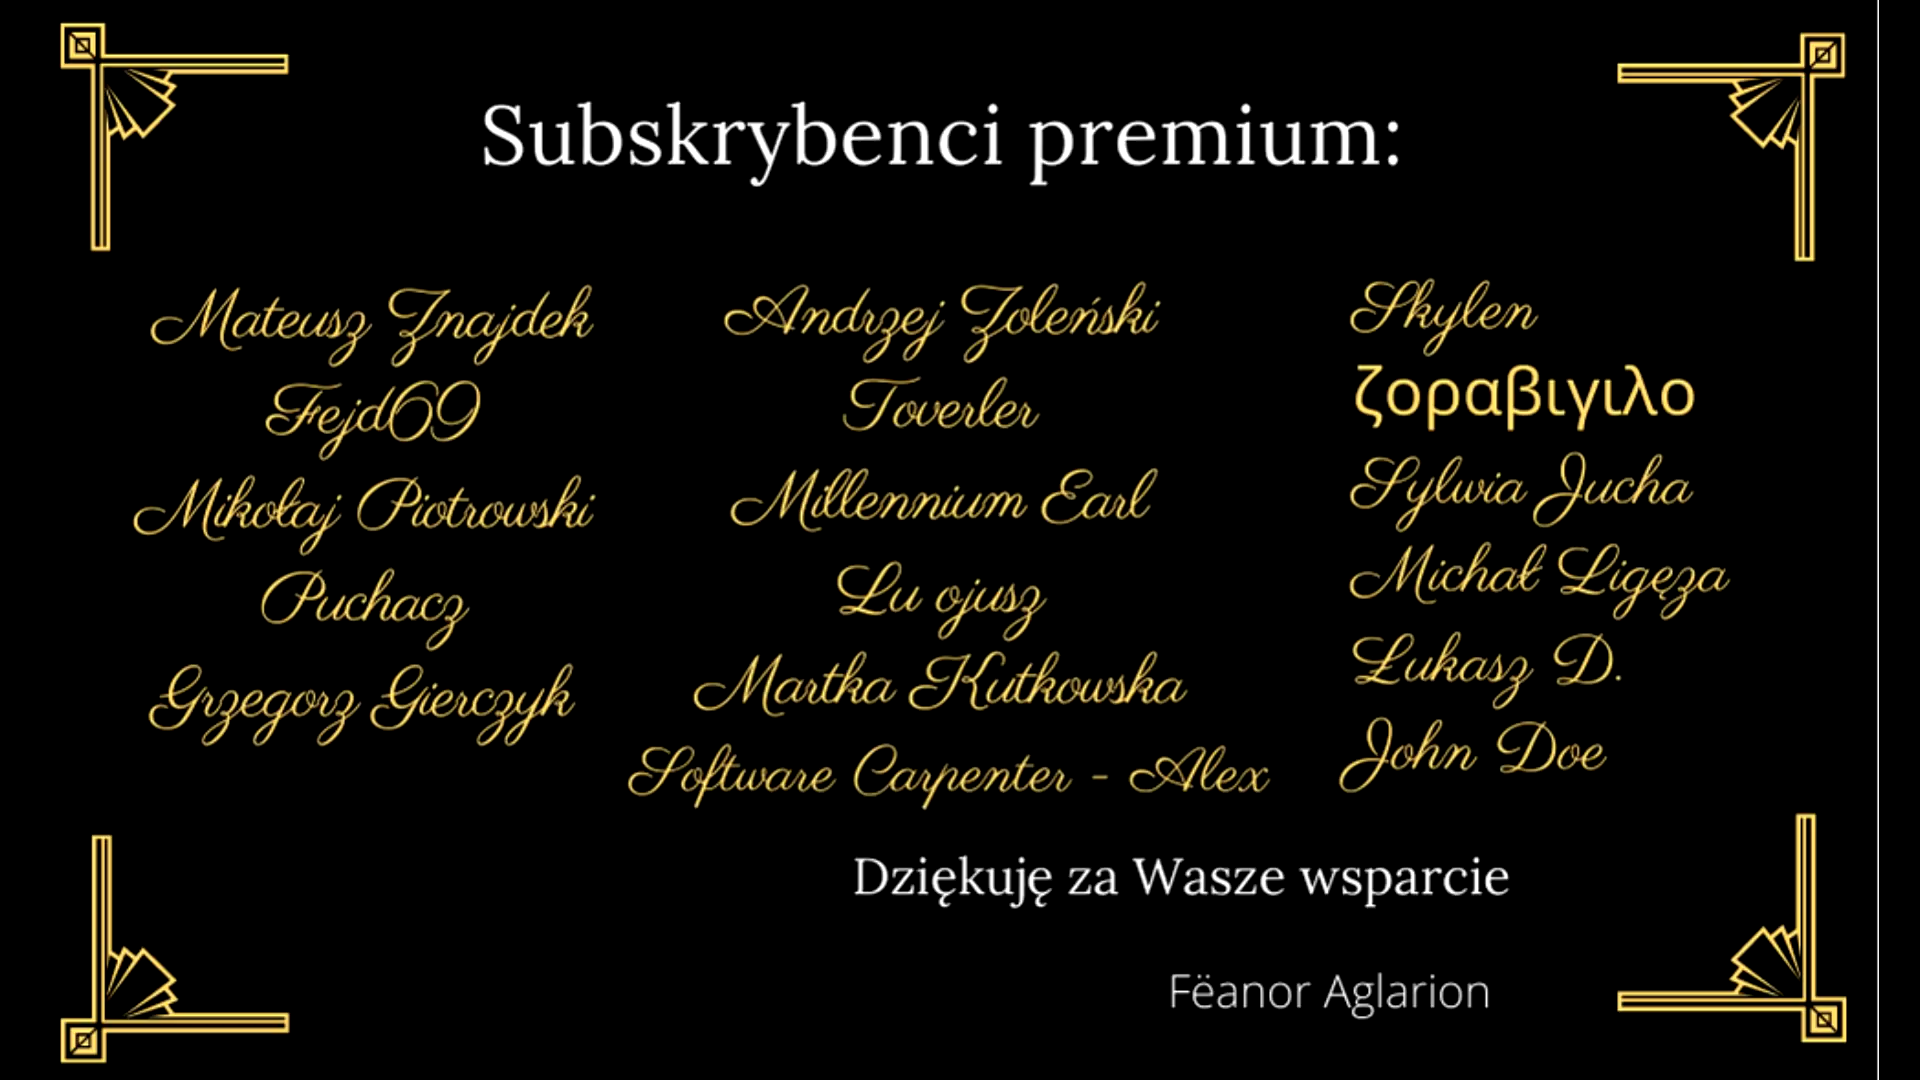 Subskrybenci premium:
Mateusz Znajdek
Fejd69
Mikołaj Piotrowski
Puchacz
Grzegorz Gierczyk
Andrzej Zoleński
Toverler
Millennium Earl
Lu ojusz
Martka Kutkowska
Software Carpenter - Alex
Skylen
ζοραβιγιλο
Sylwia Jucha
Michał Ligęza
Łukasz D.
John Doe
Dziękuję za Wasze wsparcie
Fëanor Aglarion